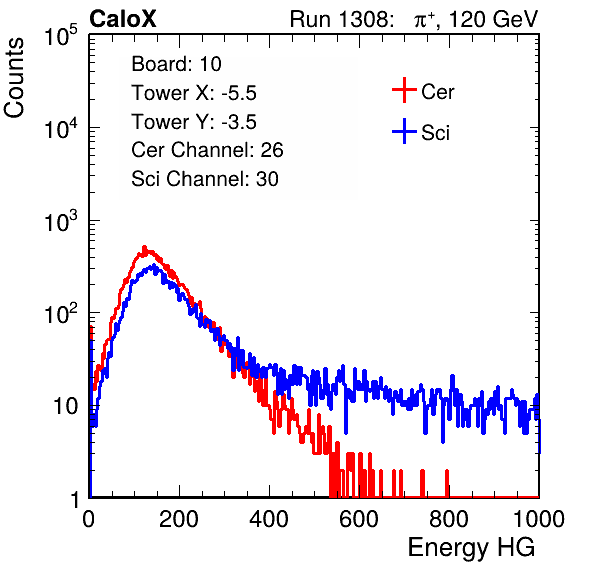 CaloX Run 1308: π⁺, 120 GeV
Board: 10
Tower X: -5.5
Tower Y: -3.5
Cer Channel: 26
Sci Channel: 30
Cer
Sci
Counts
10⁵
10⁴
10³
10²
10
1
0 200 400 600 800 1000
Energy HG